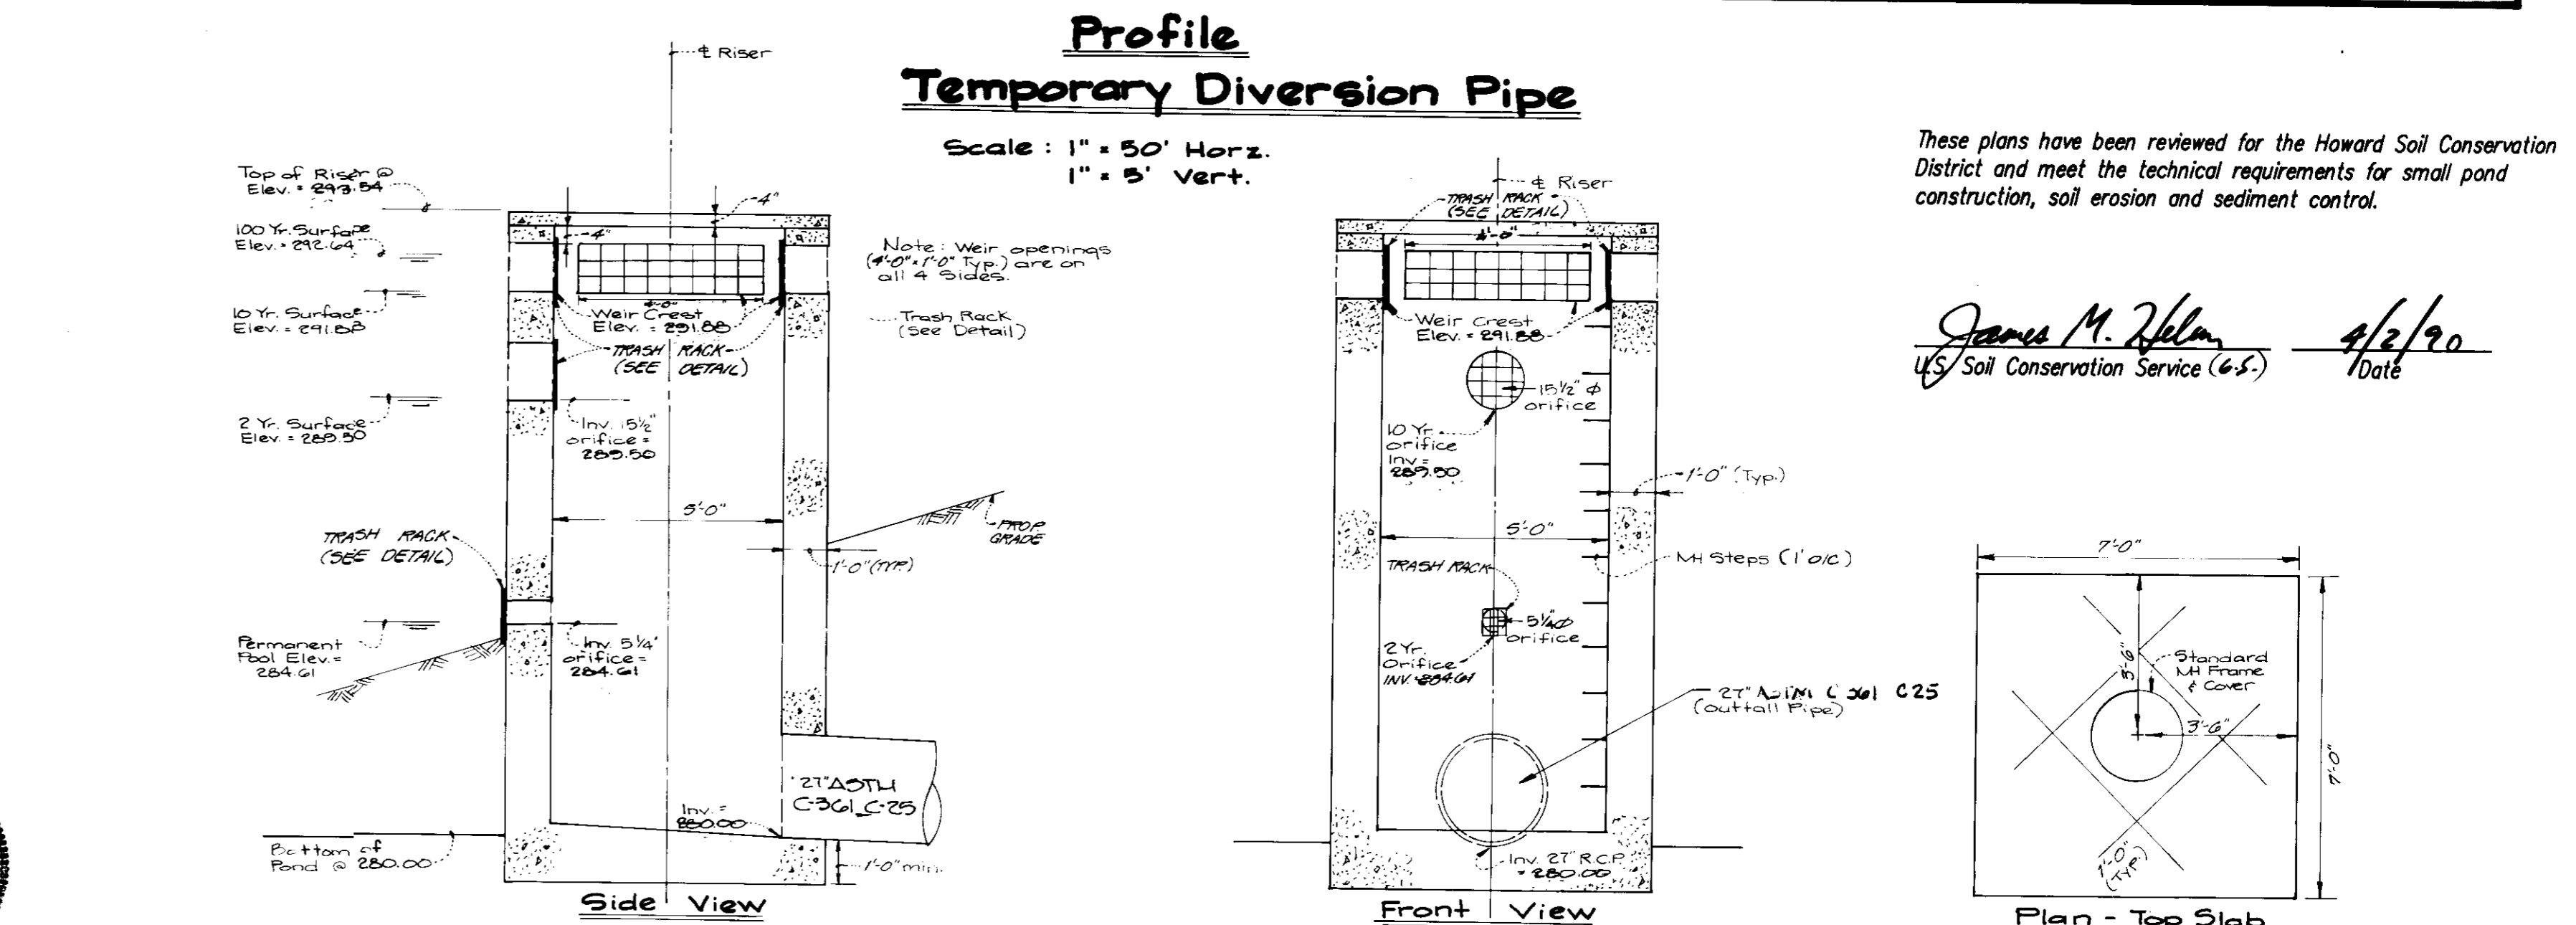 Profile
Temporary Diversion Pipe
Scale : 1" = 50' Horz.
1" = 5' Vert.
These plans have been reviewed for the Howard Soil Conservation
District and meet the technical requirements for small pond
construction, soil erosion and sediment control.
James M. Helm 4/2/90
U.S. Soil Conservation Service (G.S.)
Date
℄ Riser
Top of Riser @
Elev. = 293.54
100 Yr. Surface
Elev. = 292.64
10 Yr. Surface
Elev. = 291.88
2 Yr. Surface
Elev. = 289.50
TRASH RACK
(SEE DETAIL)
Permanent
Pool Elev. =
284.61
Bottom of
Pond @ 280.00
4"
4"
4'-0"
Weir Crest
Elev. = 291.88
TRASH RACK
(SEE DETAIL)
Inv. 15½"
orifice =
289.50
5'-0"
1'-0" (TYP.)
PROP.
GRADE
Inv. 5¼"
orifice =
284.61
27" ASTM
C-361 C-25
Inv. =
280.00
1'-0" min.
Side View
Note : Weir openings
(4'-0" x 1'-0" Typ.) are on
all 4 Sides.
Trash Rack
(See Detail)
℄ Riser
TRASH RACK
(SEE DETAIL)
4'-0"
Weir Crest
Elev. = 291.88
15½" ϕ
orifice
10 Yr.
orifice
Inv =
289.50
1'-0" (Typ.)
5'-0"
MH Steps (1' O/C)
TRASH RACK
5¼ϕ
orifice
2 Yr.
Orifice
INV. 284.61
27" ASTM C 361 C25
(Outfall Pipe)
Inv. 27" R.C.P.
= 280.00
Front View
7'-0"
3'-6"
Standard
MH Frame
& Cover
3'-6"
7'-0"
1'-0"
(TYP.)
Plan - Top Slab